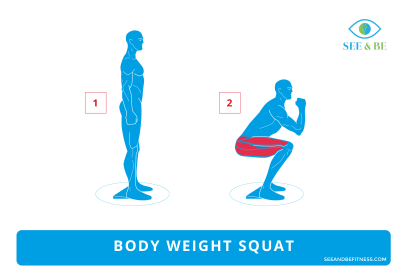 SEE & BE
1
2
BODY WEIGHT SQUAT
SEEANDBEFITNESS.COM